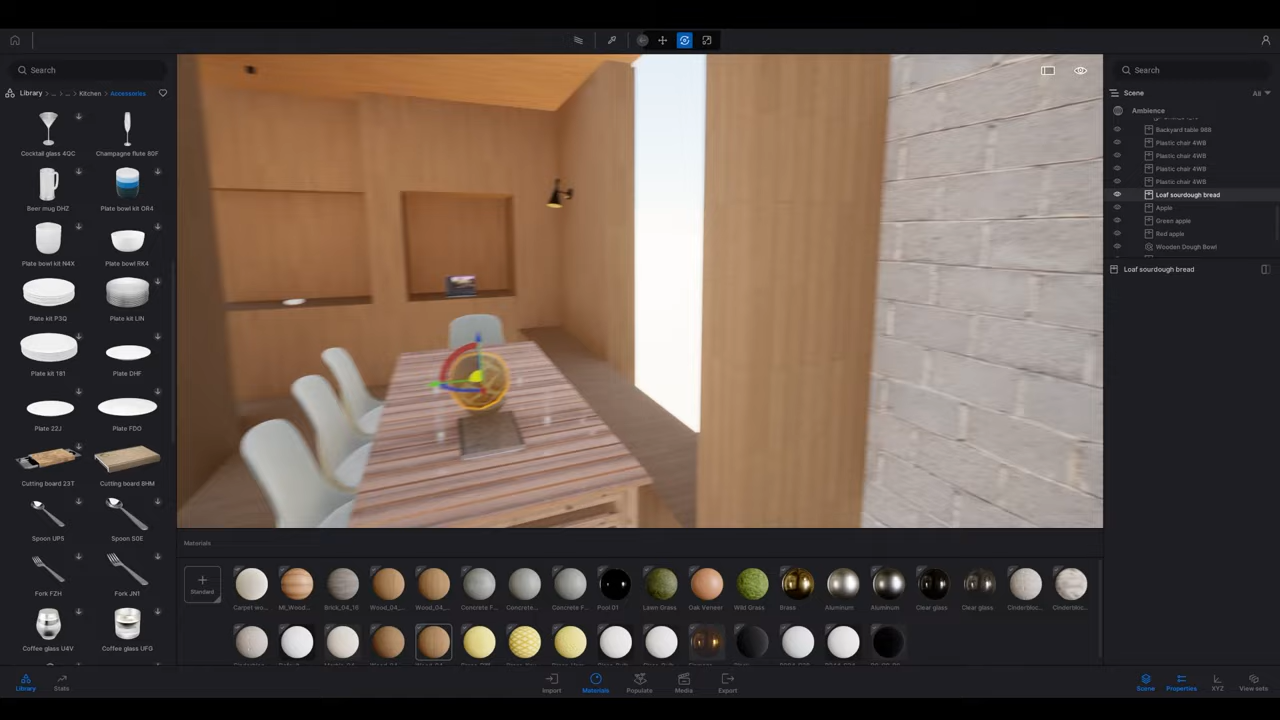 Search
Library > ... > ... > Kitchen > Accessories
Cocktail glass 4QC
Champagne flute 80F
Beer mug DHZ
Plate bowl kit OR4
Plate bowl kit N4X
Plate bowl RK4
Plate kit P3Q
Plate kit LIN
Plate kit 181
Plate DHF
Plate 22J
Plate FDO
Cutting board 23T
Cutting board 8HM
Spoon UPS
Spoon S0E
Fork FZH
Fork JN1
Coffee glass U4V
Coffee glass UFG
Library
Stats
Materials
Standard
Carpet wo...
MI_Wood...
Brick_04_15
Wood_04_...
Wood_04_...
Concrete F...
Concrete...
Concrete F...
Pool 01
Lawn Grass
Oak Veneer
Wild Grass
Brass
Aluminum
Aluminum
Clear glass
Clear glass
Cinderbloc...
Cinderbloc...
Import
Materials
Populate
Media
Export
Search
Scene
All
Ambience
Backyard table 988
Plastic chair 4WB
Plastic chair 4WB
Plastic chair 4WB
Plastic chair 4WB
Loaf sourdough bread
Apple
Green apple
Red apple
Wooden Dough Bowl
Loaf sourdough bread
Scene
Properties
XYZ
View sets